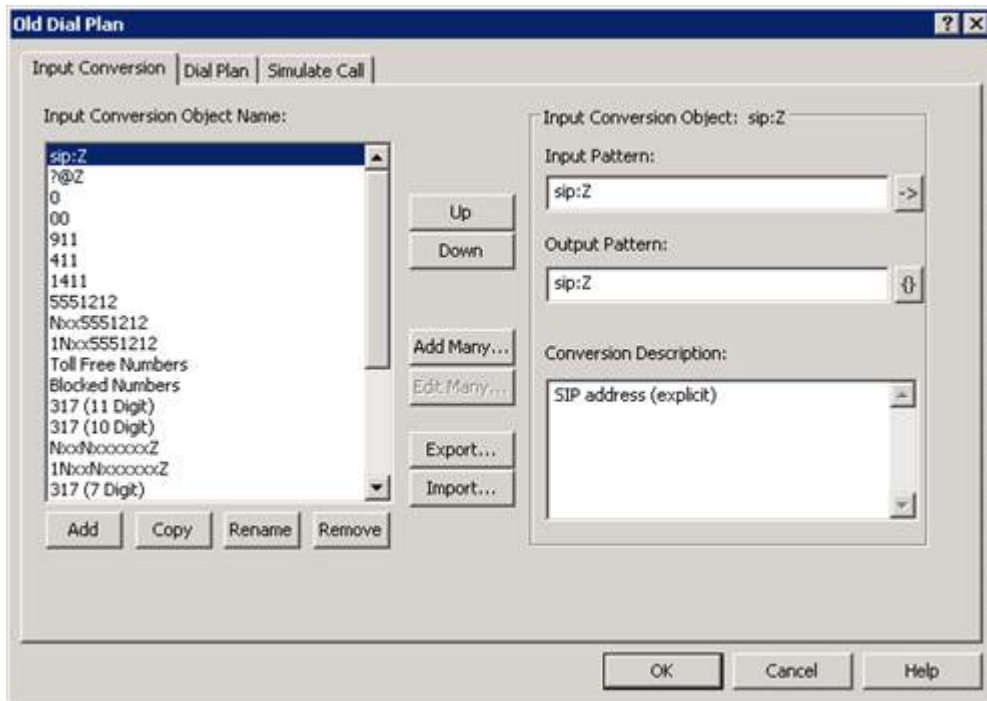 Old Dial Plan
Input Conversion
Dial Plan
Simulate Call
Input Conversion Object Name:
sip:Z
?@Z
0
00
911
411
1411
5551212
Nxx5551212
1Nxx5551212
Toll Free Numbers
Blocked Numbers
317 (11 Digit)
317 (10 Digit)
NxxNxxxxxxZ
1NxxNxxxxxxZ
317 (7 Digit)
Add
Copy
Rename
Remove
Up
Down
Add Many...
Edit Many...
Export...
Import...
Input Conversion Object: sip:Z
Input Pattern:
sip:Z
->
Output Pattern:
sip:Z
{}
Conversion Description:
SIP address (explicit)
OK
Cancel
Help